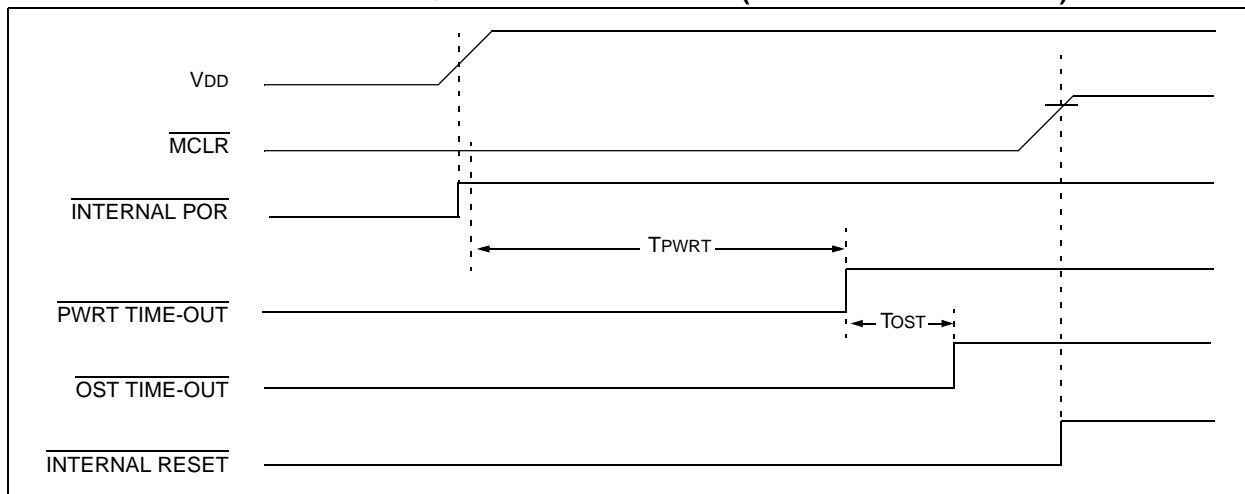 VDD
MCLR
INTERNAL POR
TPWRT
PWRT TIME-OUT
TOST
OST TIME-OUT
INTERNAL RESET